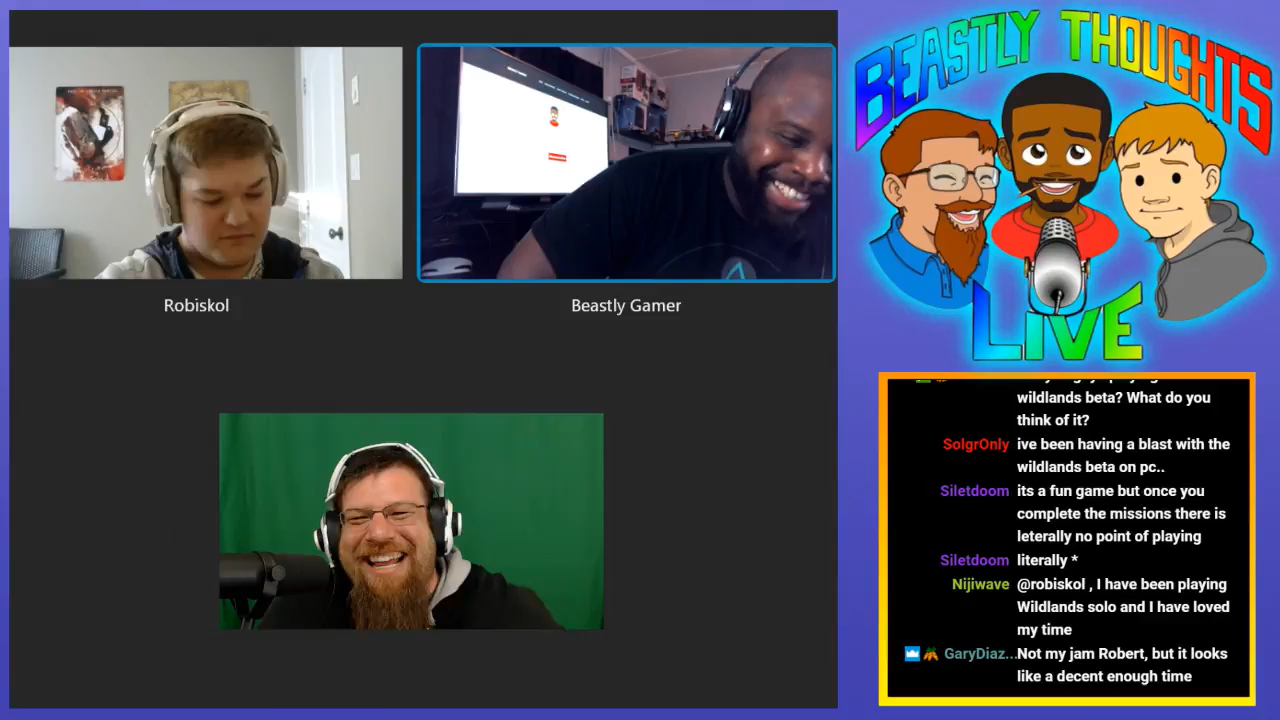 BEASTLY THOUGHTS
LIVE
Robiskol
Beastly Gamer
wildlands beta? What do you
think of it?
SolgrOnly ive been having a blast with the
wildlands beta on pc..
Siletdoom its a fun game but once you
complete the missions there is
leterally no point of playing
Siletdoom literally *
Nijiwave @robiskol , I have been playing
Wildlands solo and I have loved
my time
GaryDiaz... Not my jam Robert, but it looks
like a decent enough time